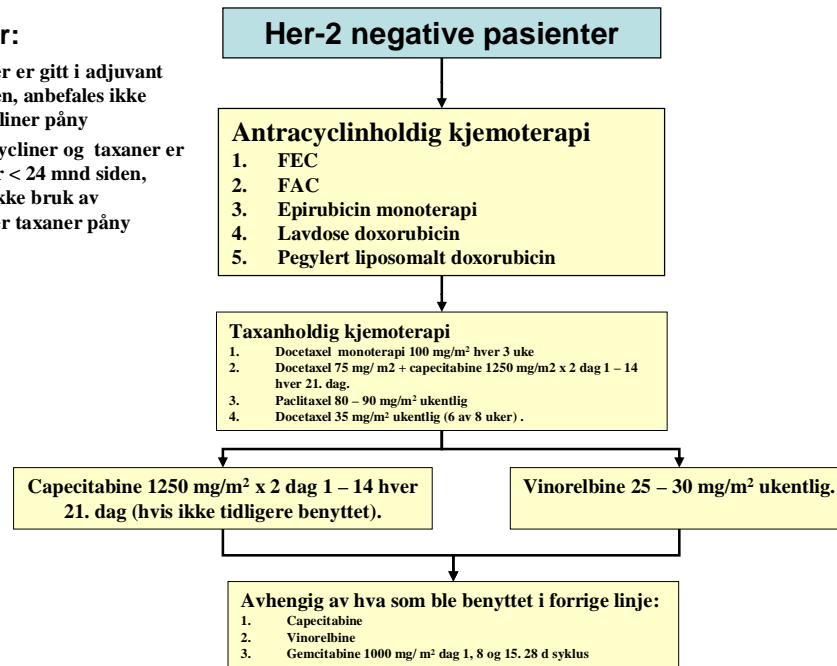 r:
er er gitt i adjuvant
en, anbefales ikke
liner påny
ycliner og taxaner er
r < 24 mnd siden,
kke bruk av
er taxaner påny
Her-2 negative pasienter
Antracyclinholdig kjemoterapi
1. FEC
2. FAC
3. Epirubicin monoterapi
4. Lavdose doxorubicin
5. Pegylert liposomalt doxorubicin
Taxanholdig kjemoterapi
1. Docetaxel monoterapi 100 mg/m² hver 3 uke
2. Docetaxel 75 mg/ m2 + capecitabine 1250 mg/m2 x 2 dag 1 – 14
hver 21. dag.
3. Paclitaxel 80 – 90 mg/m² ukentlig
4. Docetaxel 35 mg/m² ukentlig (6 av 8 uker) .
Capecitabine 1250 mg/m² x 2 dag 1 – 14 hver
21. dag (hvis ikke tidligere benyttet).
Vinorelbine 25 – 30 mg/m² ukentlig.
Avhengig av hva som ble benyttet i forrige linje:
1. Capecitabine
2. Vinorelbine
3. Gemcitabine 1000 mg/ m² dag 1, 8 og 15. 28 d syklus